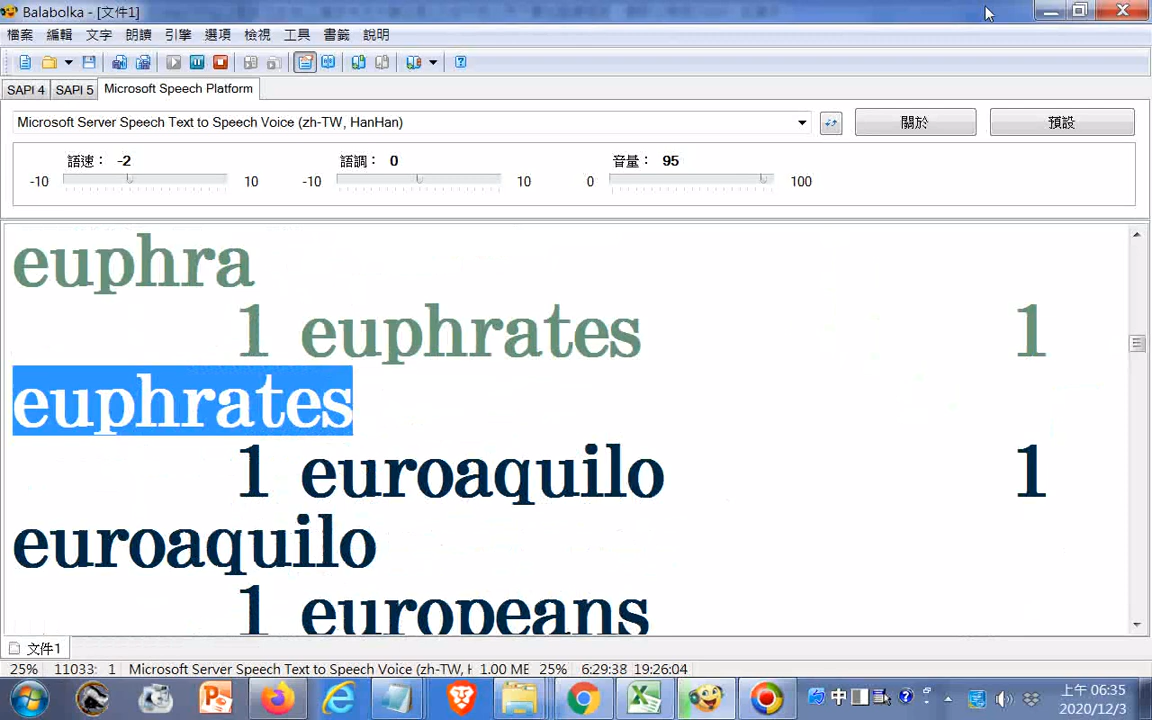 Balabolka - [文件1]
檔案 編輯 文字 朗讀 引擎 選項 檢視 工具 書籤 說明
SAPI 4 SAPI 5 Microsoft Speech Platform
Microsoft Server Speech Text to Speech Voice (zh-TW, HanHan) 關於 預設
語速： -2 語調： 0 音量： 95
-10 10 -10 10 0 100
euphra
1 euphrates 1
euphrates
1 euroaquilo 1
euroaquilo
1 europeans
文件1
25% 11033: 1 Microsoft Server Speech Text to Speech Voice (zh-TW, 1.00 ME 25% 6:29:38 19:26:04
中 上午 06:35
2020/12/3